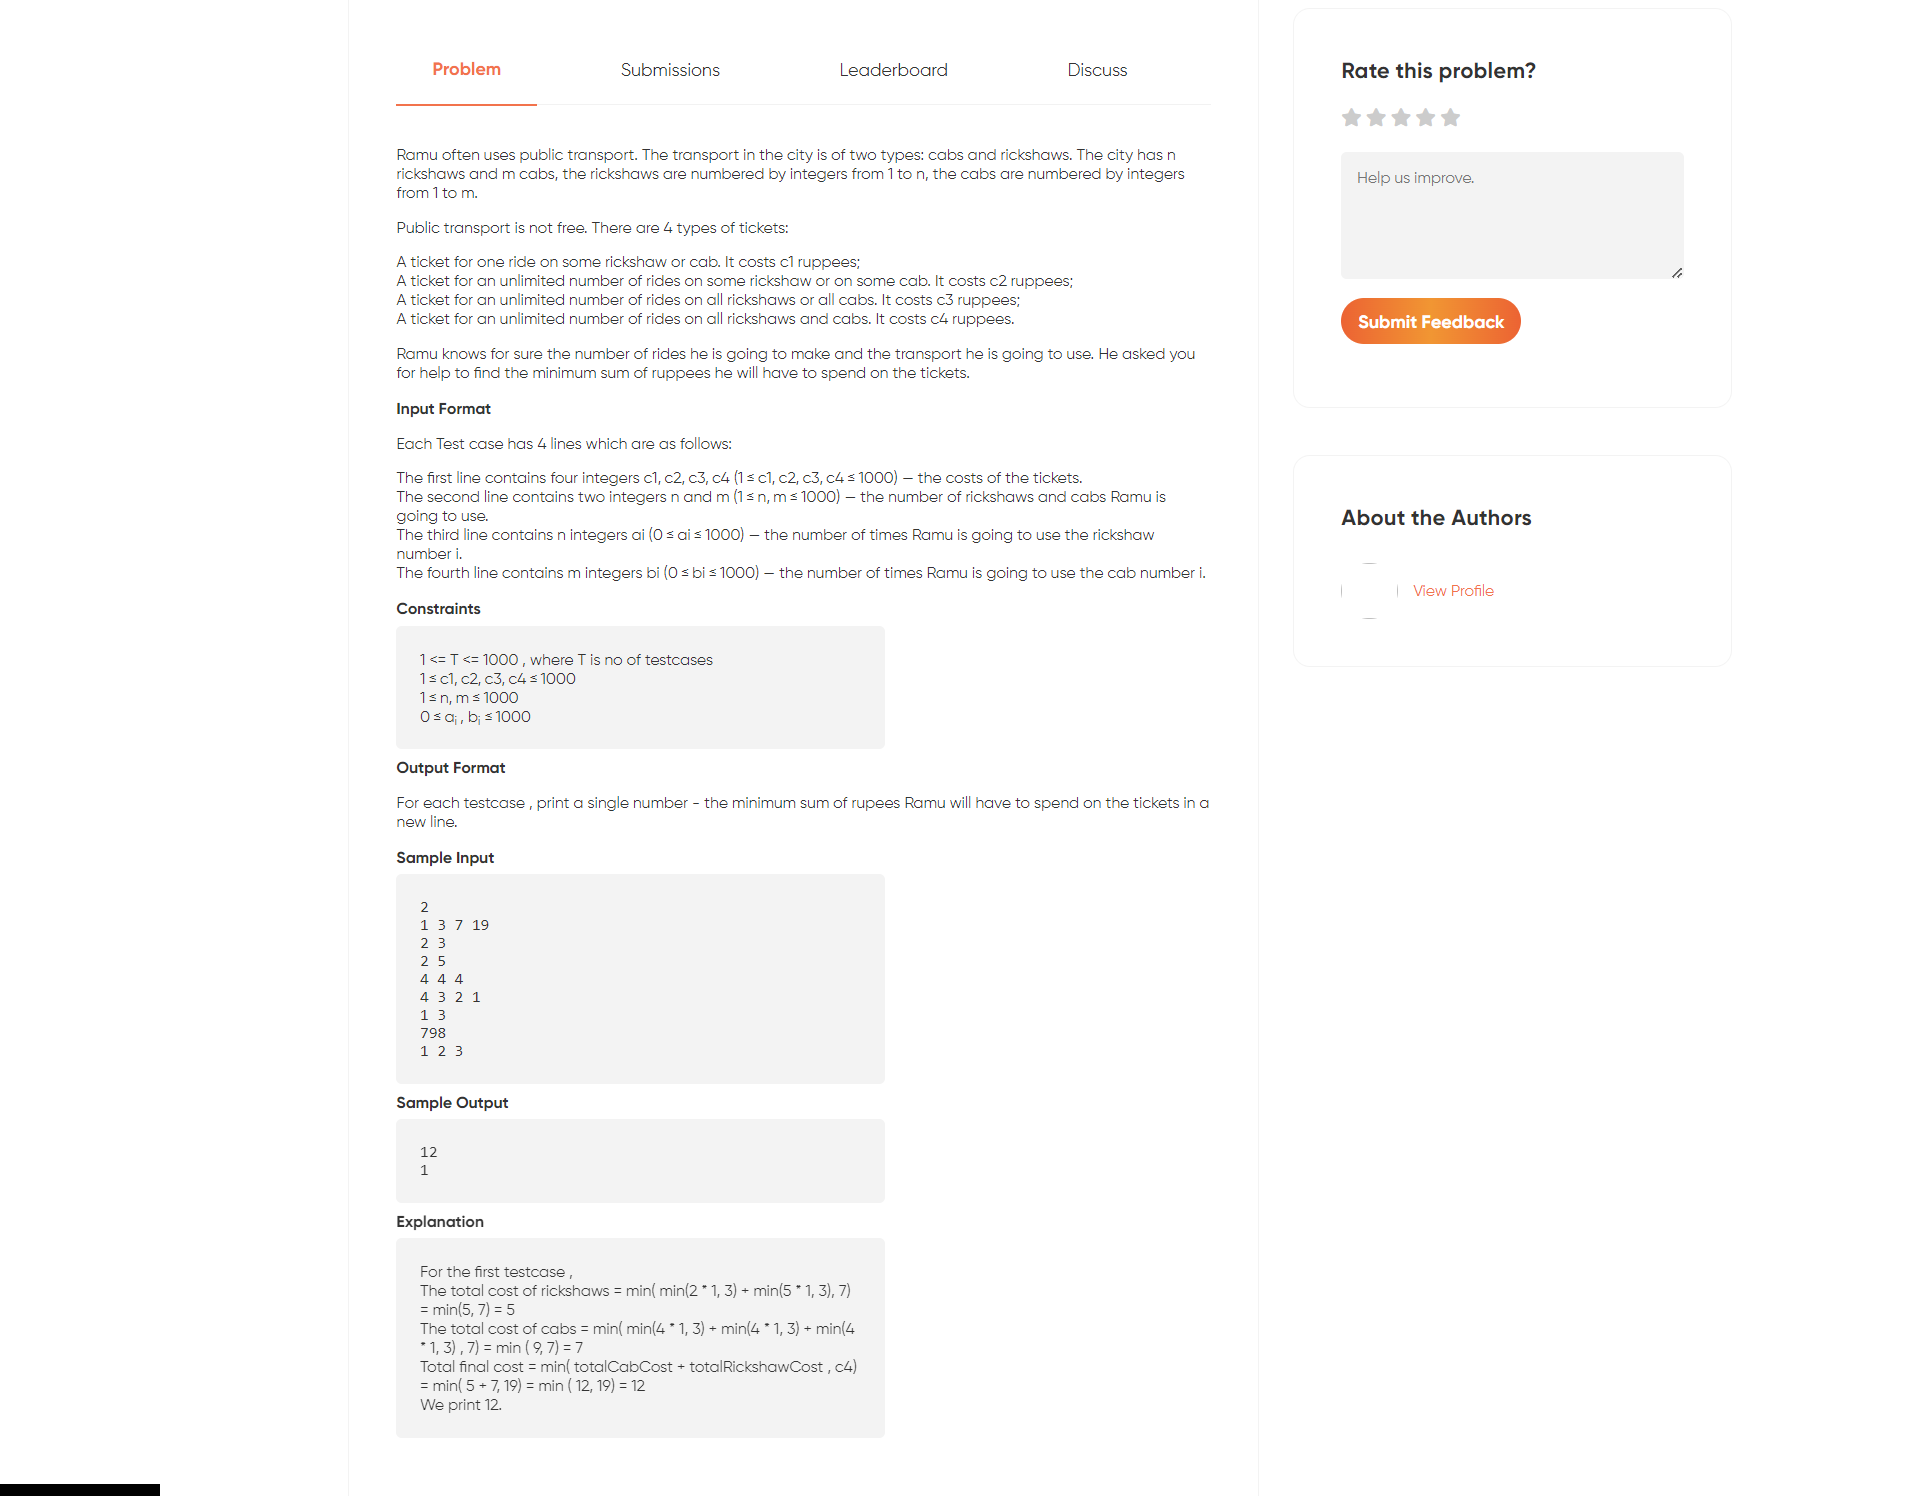 Problem
Submissions
Leaderboard
Discuss
Ramu often uses public transport. The transport in the city is of two types: cabs and rickshaws. The city has n
rickshaws and m cabs, the rickshaws are numbered by integers from 1 to n, the cabs are numbered by integers
from 1 to m.
Public transport is not free. There are 4 types of tickets:
A ticket for one ride on some rickshaw or cab. It costs c1 ruppees;
A ticket for an unlimited number of rides on some rickshaw or on some cab. It costs c2 ruppees;
A ticket for an unlimited number of rides on all rickshaws or all cabs. It costs c3 ruppees;
A ticket for an unlimited number of rides on all rickshaws and cabs. It costs c4 ruppees.
Ramu knows for sure the number of rides he is going to make and the transport he is going to use. He asked you
for help to find the minimum sum of ruppees he will have to spend on the tickets.
Input Format
Each Test case has 4 lines which are as follows:
The first line contains four integers c1, c2, c3, c4 (1 ≤ c1, c2, c3, c4 ≤ 1000) — the costs of the tickets.
The second line contains two integers n and m (1 ≤ n, m ≤ 1000) — the number of rickshaws and cabs Ramu is
going to use.
The third line contains n integers ai (0 ≤ ai ≤ 1000) — the number of times Ramu is going to use the rickshaw
number i.
The fourth line contains m integers bi (0 ≤ bi ≤ 1000) — the number of times Ramu is going to use the cab number i.
Constraints
1 <= T <= 1000 , where T is no of testcases
1 ≤ c1, c2, c3, c4 ≤ 1000
1 ≤ n, m ≤ 1000
0 ≤ ai , bi ≤ 1000
Output Format
For each testcase , print a single number - the minimum sum of rupees Ramu will have to spend on the tickets in a
new line.
Sample Input
2
1 3 7 19
2 3
2 5
4 4 4
4 3 2 1
1 3
798
1 2 3
Sample Output
12
1
Explanation
For the first testcase ,
The total cost of rickshaws = min( min(2 * 1, 3) + min(5 * 1, 3), 7)
= min(5, 7) = 5
The total cost of cabs = min( min(4 * 1, 3) + min(4 * 1, 3) + min(4
* 1, 3) , 7) = min ( 9, 7) = 7
Total final cost = min( totalCabCost + totalRickshawCost , c4)
= min( 5 + 7, 19) = min ( 12, 19) = 12
We print 12.
Rate this problem?
Help us improve.
Submit Feedback
About the Authors
View Profile